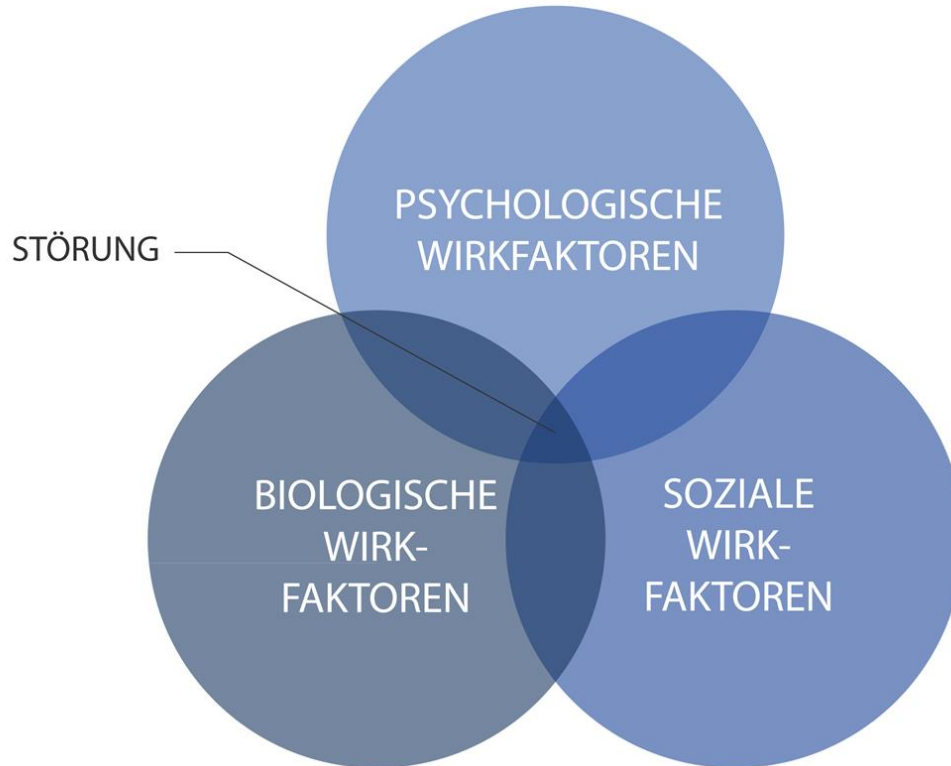 PSYCHOLOGISCHE
WIRKFAKTOREN
STÖRUNG
BIOLOGISCHE
WIRK-
FAKTOREN
SOZIALE
WIRK-
FAKTOREN